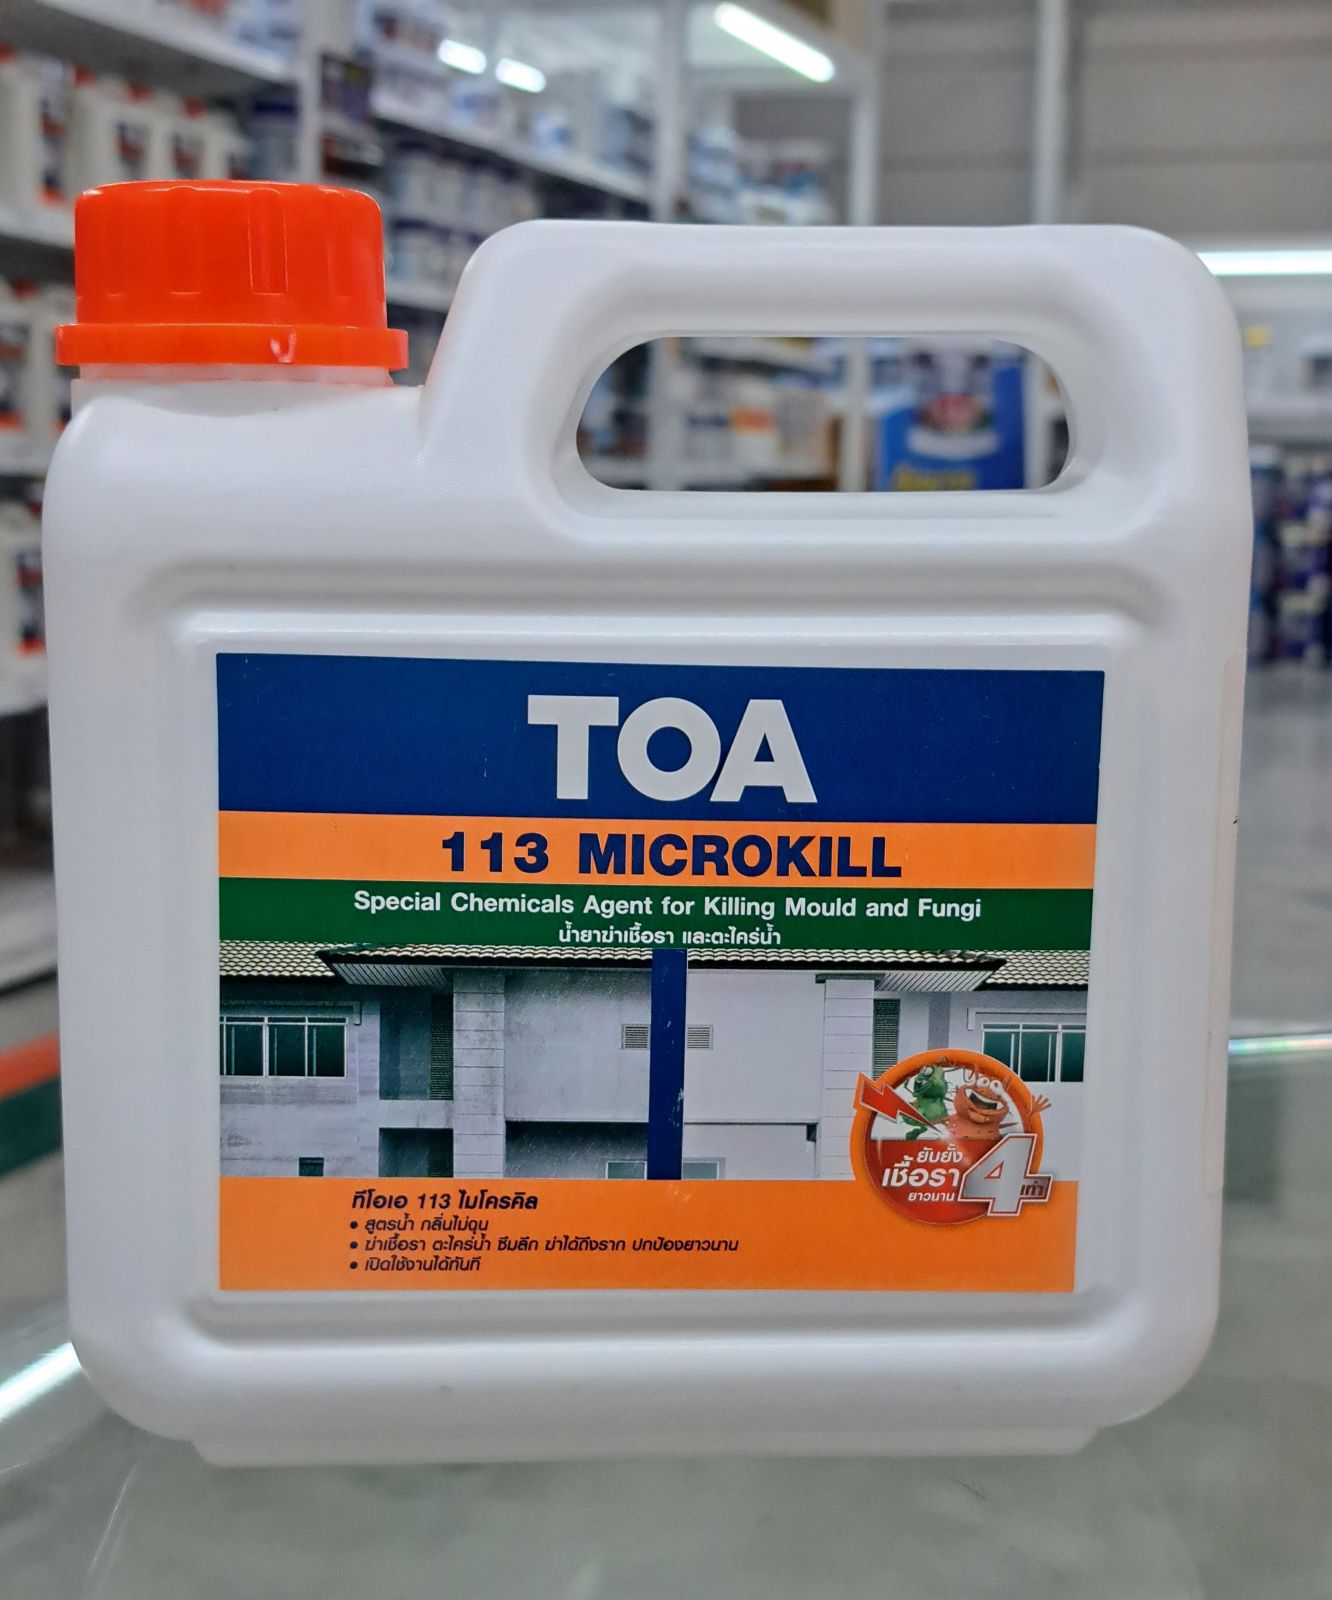 TOA
113 MICROKILL
Special Chemicals Agent for Killing Mould and Fungi
น้ำยาฆ่าเชื้อรา และตะไคร่น้ำ
ยับยั้ง
เชื้อรา 4 เท่า
ยาวนาน
ทีโอเอ 113 ไมโครคิล
• สูตรน้ำ กลิ่นไม่ฉุน
• ฆ่าเชื้อรา ตะไคร่น้ำ ซึมลึก ฆ่าได้ถึงราก ปกป้องยาวนาน
• เปิดใช้งานได้ทันที